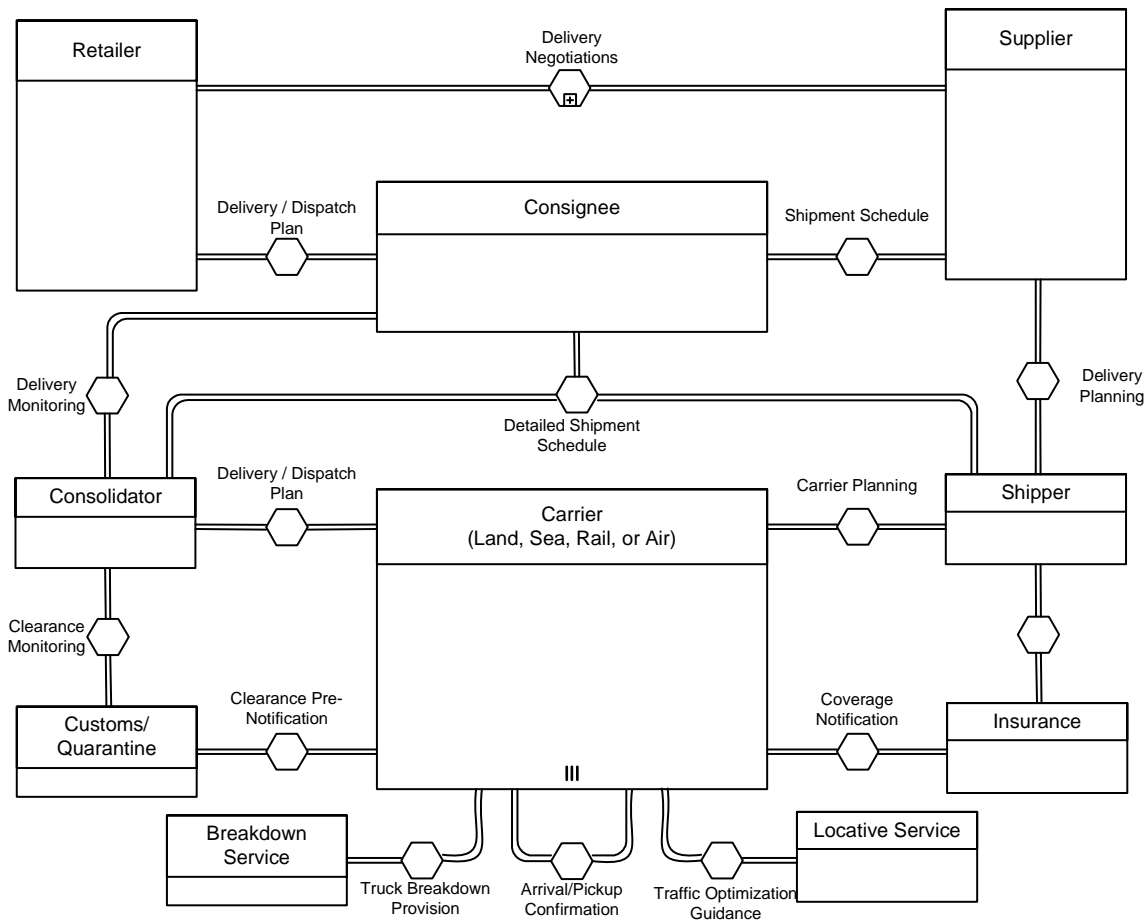 Retailer
Delivery
Negotiations
Supplier
Delivery / Dispatch
Plan
Consignee
Shipment Schedule
Delivery
Monitoring
Detailed Shipment
Schedule
Delivery
Planning
Consolidator
Delivery / Dispatch
Plan
Carrier
(Land, Sea, Rail, or Air)
Carrier Planning
Shipper
Clearance
Monitoring
Customs/
Quarantine
Clearance Pre-
Notification
Coverage
Notification
Insurance
Breakdown
Service
Truck Breakdown
Provision
Arrival/Pickup
Confirmation
Traffic Optimization
Guidance
Locative Service